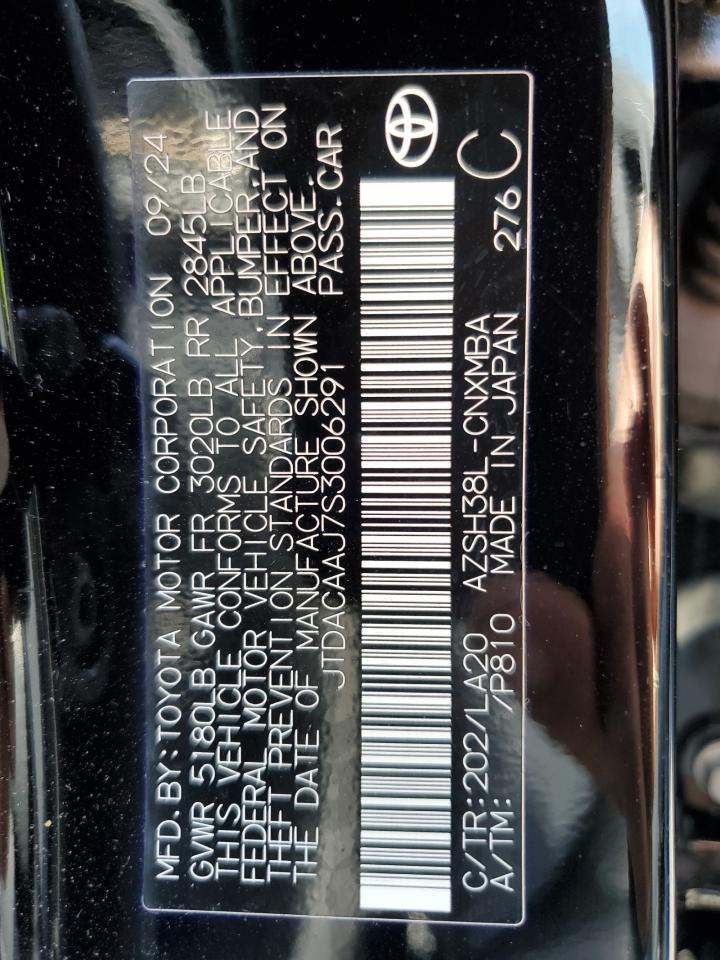 MFD.BY:TOYOTA MOTOR CORPORATION 09/24
GVWR 5180LB GAWR FR 3020LB RR 2845LB
THIS VEHICLE CONFORMS TO ALL APPLICABLE
FEDERAL MOTOR VEHICLE SAFETY,BUMPER,AND
THEFT PREVENTION STANDARDS IN EFFECT ON
THE DATE OF MANUFACTURE SHOWN ABOVE.
JTDACAAJ7S3006291 PASS.CAR
C/TR:202/LA20 AZSH38L-CNXMBA C
A/TM: /P810 MADE IN JAPAN 276